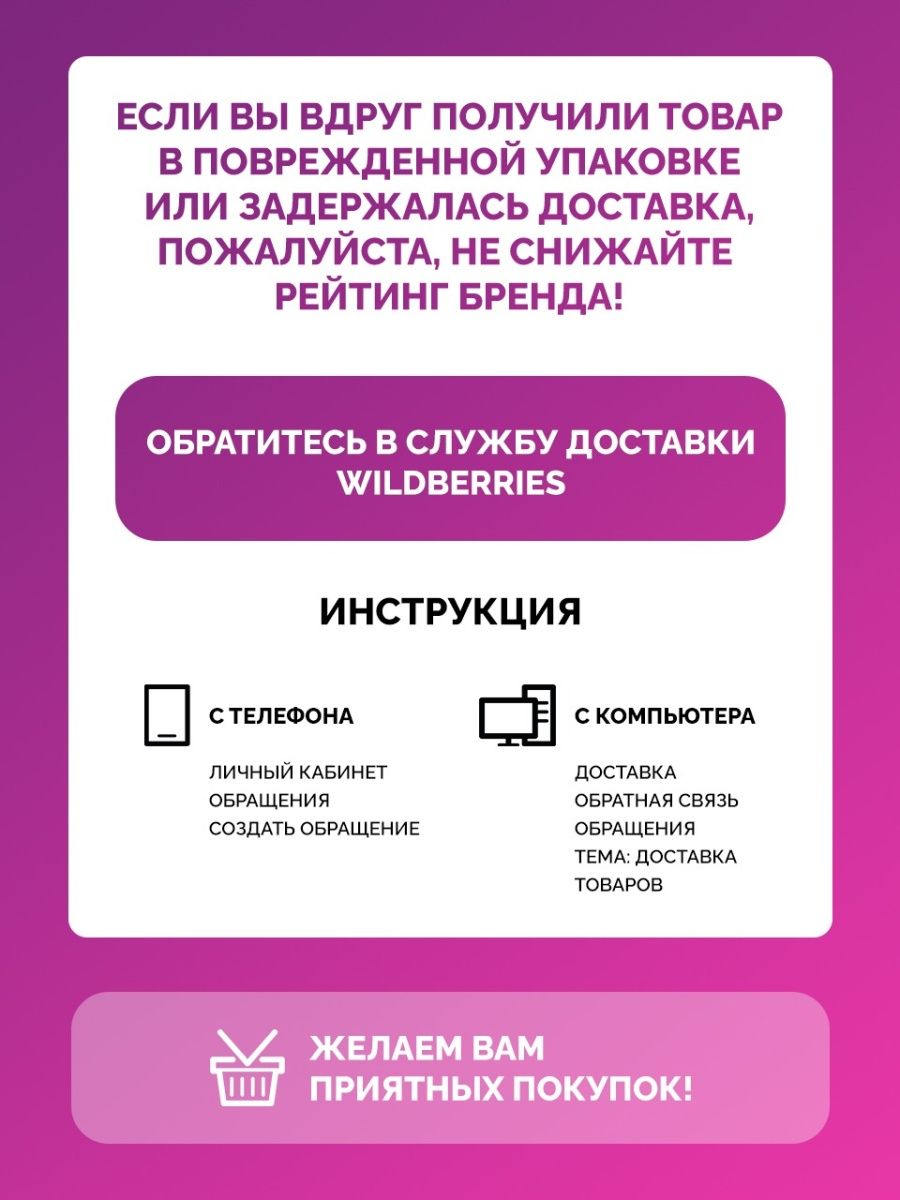 ЕСЛИ ВЫ ВДРУГ ПОЛУЧИЛИ ТОВАР
В ПОВРЕЖДЕННОЙ УПАКОВКЕ
ИЛИ ЗАДЕРЖАЛАСЬ ДОСТАВКА,
ПОЖАЛУЙСТА, НЕ СНИЖАЙТЕ
РЕЙТИНГ БРЕНДА!
ОБРАТИТЕСЬ В СЛУЖБУ ДОСТАВКИ
WILDBERRIES
ИНСТРУКЦИЯ
С ТЕЛЕФОНА
ЛИЧНЫЙ КАБИНЕТ
ОБРАЩЕНИЯ
СОЗДАТЬ ОБРАЩЕНИЕ
С КОМПЬЮТЕРА
ДОСТАВКА
ОБРАТНАЯ СВЯЗЬ
ОБРАЩЕНИЯ
ТЕМА: ДОСТАВКА
ТОВАРОВ
ЖЕЛАЕМ ВАМ
ПРИЯТНЫХ ПОКУПОК!